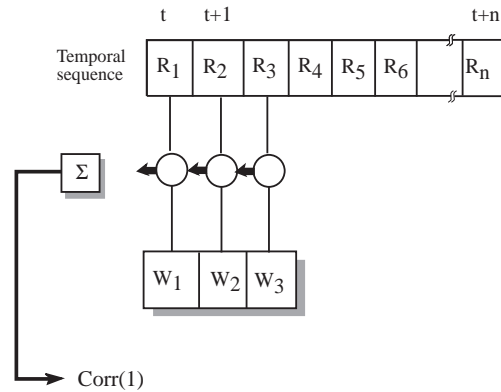 t t+1 t+n
Temporal
sequence
R1 R2 R3 R4 R5 R6 Rn
Σ
W1 W2 W3
Corr(1)